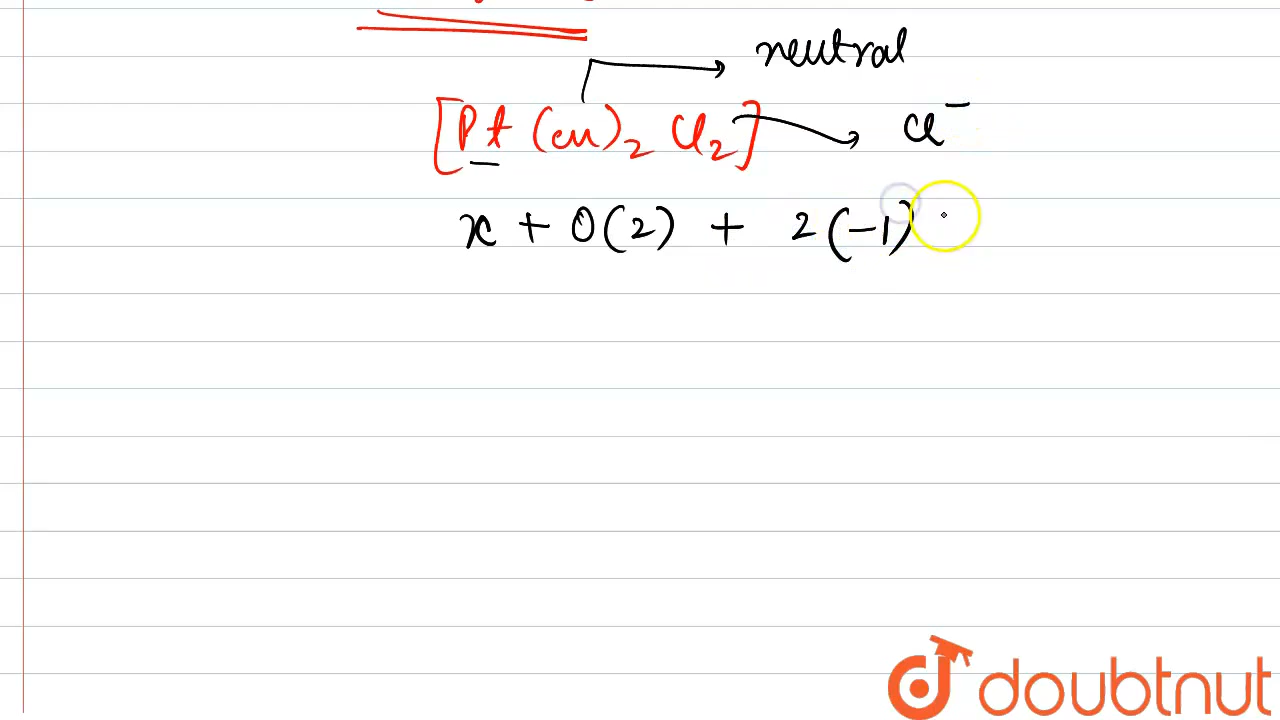 neutral
[Pt (en)₂ Cl₂] Cl⁻
x + 0(2) + 2(-1)
doubtnut